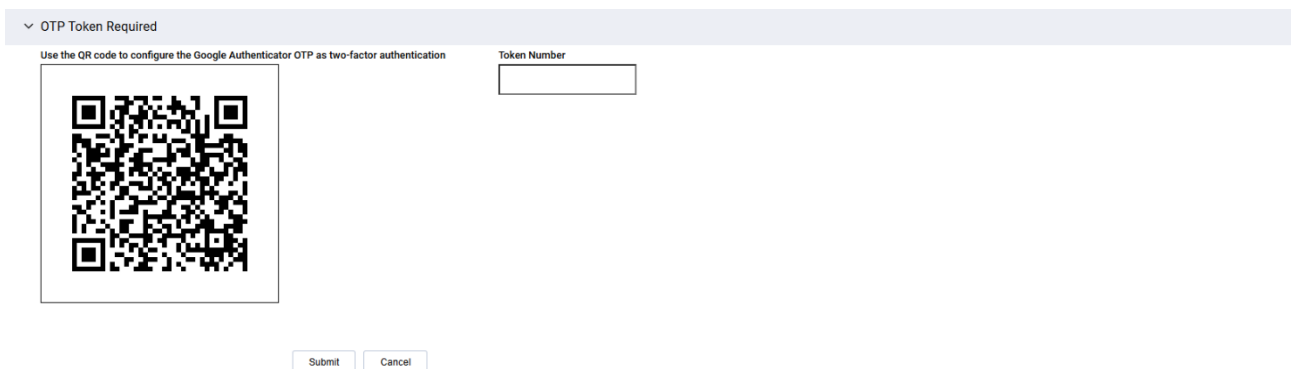 OTP Token Required
Use the QR code to configure the Google Authenticator OTP as two-factor authentication
Token Number
Submit
Cancel